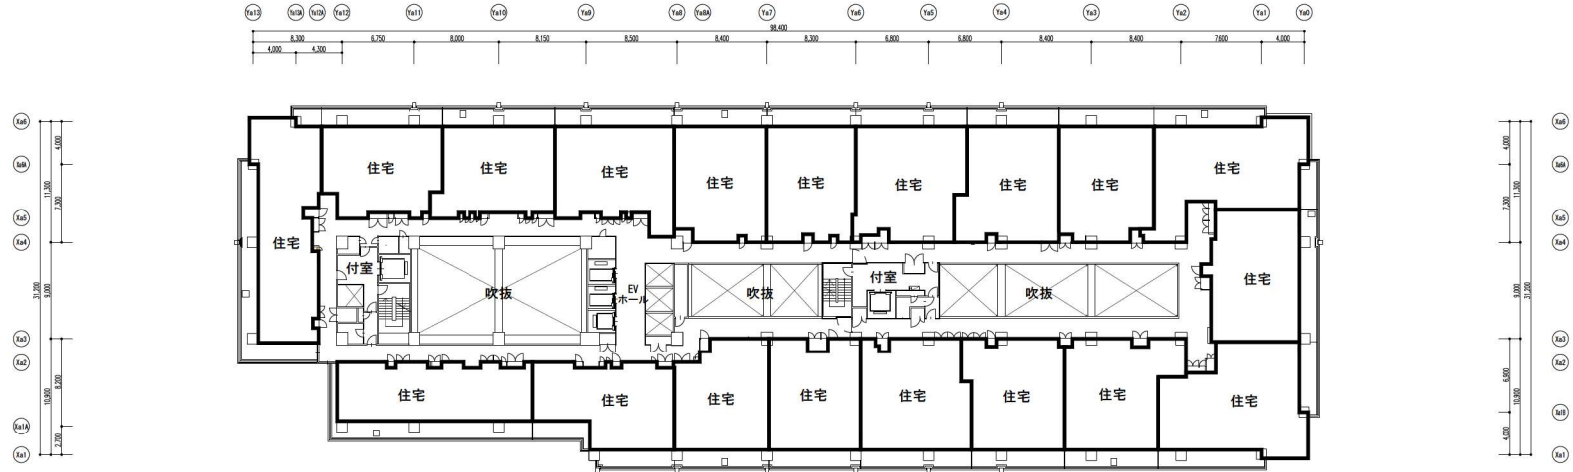 Ya13 Ya13A Ya12A Ya12 Ya11 Ya10 Ya9 Ya8 Ya8A Ya7 Ya6 Ya5 Ya4 Ya3 Ya2 Ya1 Ya0
98,400
8,300 6,750 8,000 8,150 8,500 8,400 8,300 6,800 6,800 8,400 8,400 7,600 4,000
4,000 4,300
Xa6 Xa6
4,000 4,000
住宅 住宅 住宅 住宅 住宅 住宅 住宅 住宅 住宅
Xa6A Xa6A
11,300 11,300
7,300 7,300
Xa5 Xa5
Xa4 Xa4
住宅
付室
付室
住宅
EV
ホール
吹抜 吹抜 吹抜
31,200 9,000 9,000 31,200
Xa3 Xa3
Xa2 Xa2
8,200 6,900
10,900 10,900
住宅 住宅 住宅 住宅 住宅 住宅 住宅 住宅
Xa1A Xa1B
2,700 4,000
Xa1 Xa1